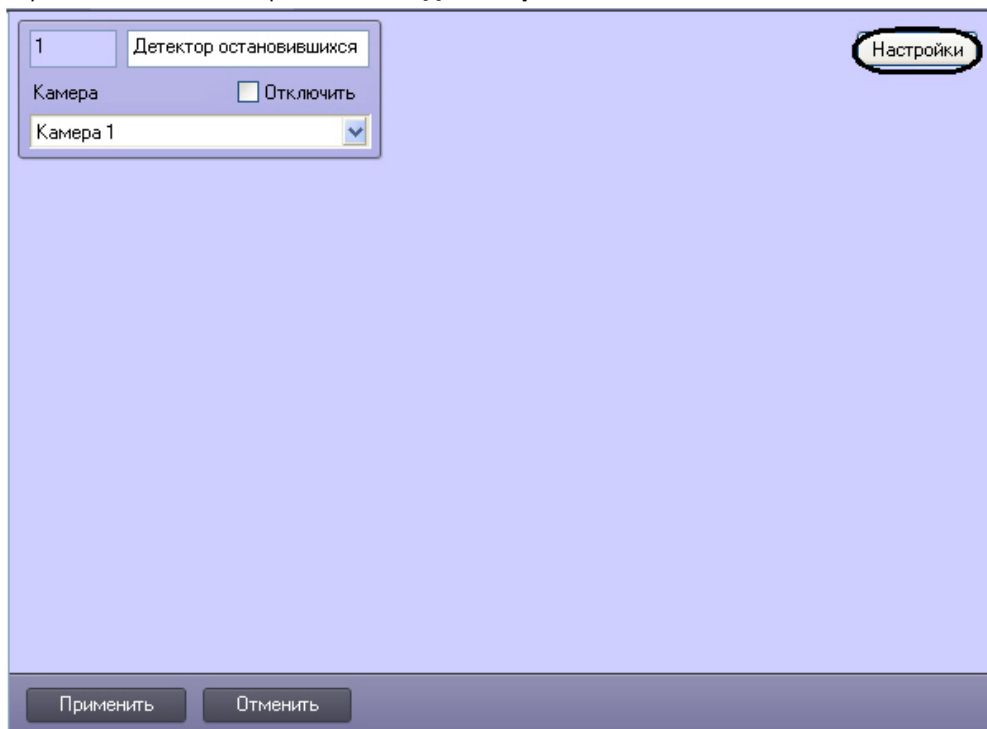 1
Детектор остановившихся
Настройки
Камера
Отключить
Камера 1
Применить
Отменить